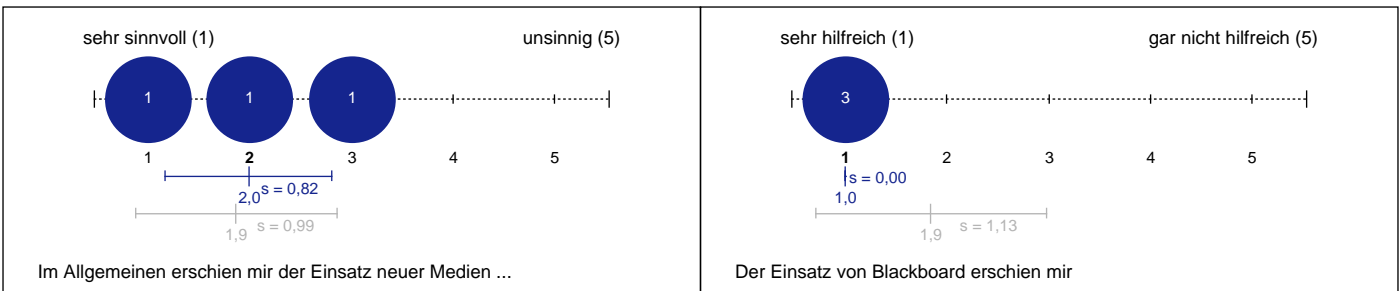 sehr sinnvoll (1) unsinnig (5)
1 1 1
1 2 3 4 5
s = 0,82
2,0
s = 0,99
1,9
Im Allgemeinen erschien mir der Einsatz neuer Medien ...
sehr hilfreich (1) gar nicht hilfreich (5)
3
1 2 3 4 5
s = 0,00
1,0
s = 1,13
1,9
Der Einsatz von Blackboard erschien mir